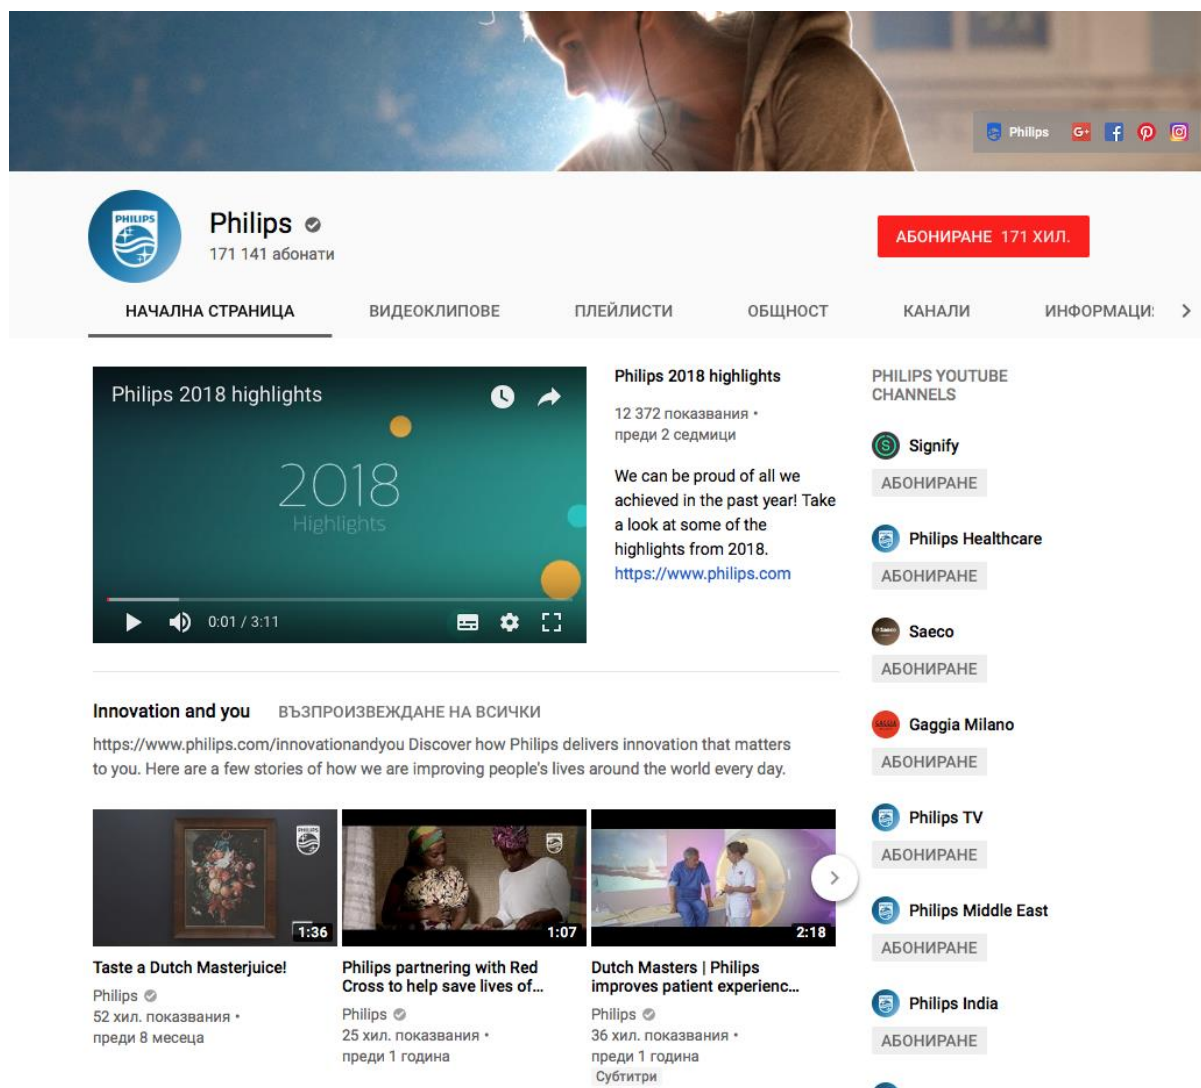 Philips
PHILIPS
Philips
171 141 абонати
АБОНИРАНЕ 171 ХИЛ.
НАЧАЛНА СТРАНИЦА
ВИДЕОКЛИПОВЕ
ПЛЕЙЛИСТИ
ОБЩНОСТ
КАНАЛИ
ИНФОРМАЦИ
Philips 2018 highlights
2018
Highlights
0:01 / 3:11
Philips 2018 highlights
12 372 показвания •
преди 2 седмици
We can be proud of all we
achieved in the past year! Take
a look at some of the
highlights from 2018.
https://www.philips.com
Innovation and you ВЪЗПРОИЗВЕЖДАНЕ НА ВСИЧКИ
https://www.philips.com/innovationandyou Discover how Philips delivers innovation that matters
to you. Here are a few stories of how we are improving people's lives around the world every day.
PHILIPS
1:36
Taste a Dutch Masterjuice!
Philips
52 хил. показвания •
преди 8 месеца
1:07
Philips partnering with Red
Cross to help save lives of...
Philips
25 хил. показвания •
преди 1 година
2:18
Dutch Masters | Philips
improves patient experienc...
Philips
36 хил. показвания •
преди 1 година
Субтитри
PHILIPS YOUTUBE
CHANNELS
Signify
АБОНИРАНЕ
Philips Healthcare
АБОНИРАНЕ
Saeco
АБОНИРАНЕ
GAGGIA
Gaggia Milano
АБОНИРАНЕ
Philips TV
АБОНИРАНЕ
Philips Middle East
АБОНИРАНЕ
Philips India
АБОНИРАНЕ